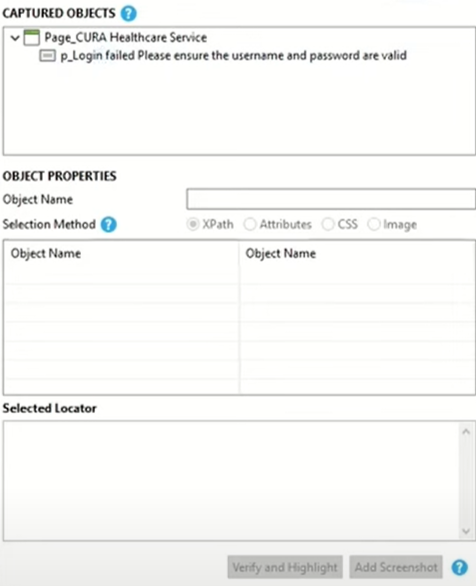 CAPTURED OBJECTS ?
Page_CURA Healthcare Service
p_Login failed Please ensure the username and password are valid
OBJECT PROPERTIES
Object Name
Selection Method ? XPath Attributes CSS Image
Object Name Object Name
Selected Locator
Verify and Highlight Add Screenshot ?